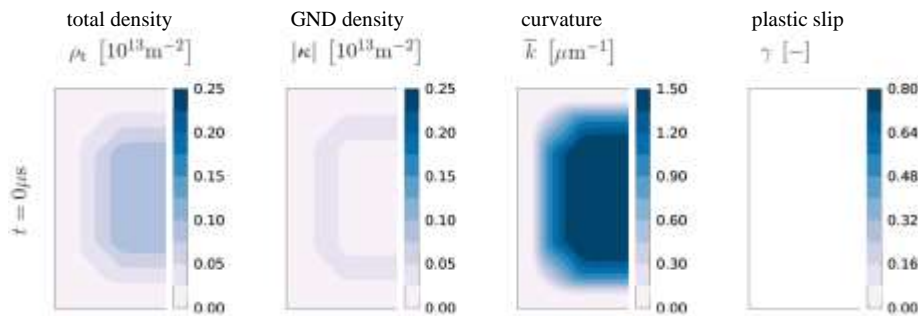 total density GND density curvature plastic slip
ρt [10¹³m⁻²] |κ| [10¹³m⁻²] k̅ [μm⁻¹] γ [−]
0.25 0.25 1.50 0.80
0.20 0.20 1.20 0.64
0.15 0.15 0.90 0.48
t = 0μs
0.10 0.10 0.60 0.32
0.05 0.05 0.30 0.16
0.00 0.00 0.00 0.00